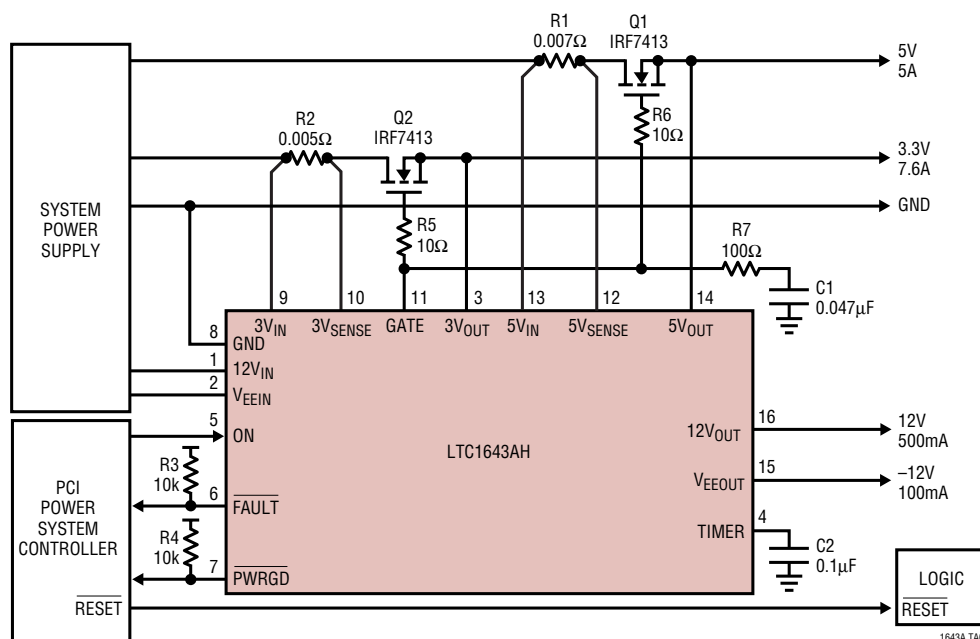 R1
0.007Ω
Q1
IRF7413
5V
5A
R2
0.005Ω
Q2
IRF7413
R6
10Ω
3.3V
7.6A
SYSTEM
POWER
SUPPLY
GND
R5
10Ω
R7
100Ω
C1
0.047µF
9
10
11
3
13
12
14
3VIN
3VSENSE
GATE
3VOUT
5VIN
5VSENSE
5VOUT
8
GND
1
12VIN
2
VEEIN
5
ON
LTC1643AH
16
12VOUT
12V
500mA
15
VEEOUT
–12V
100mA
R3
10k
6
FAULT
PCI
POWER
SYSTEM
CONTROLLER
R4
10k
7
PWRGD
4
TIMER
C2
0.1µF
RESET
LOGIC
RESET